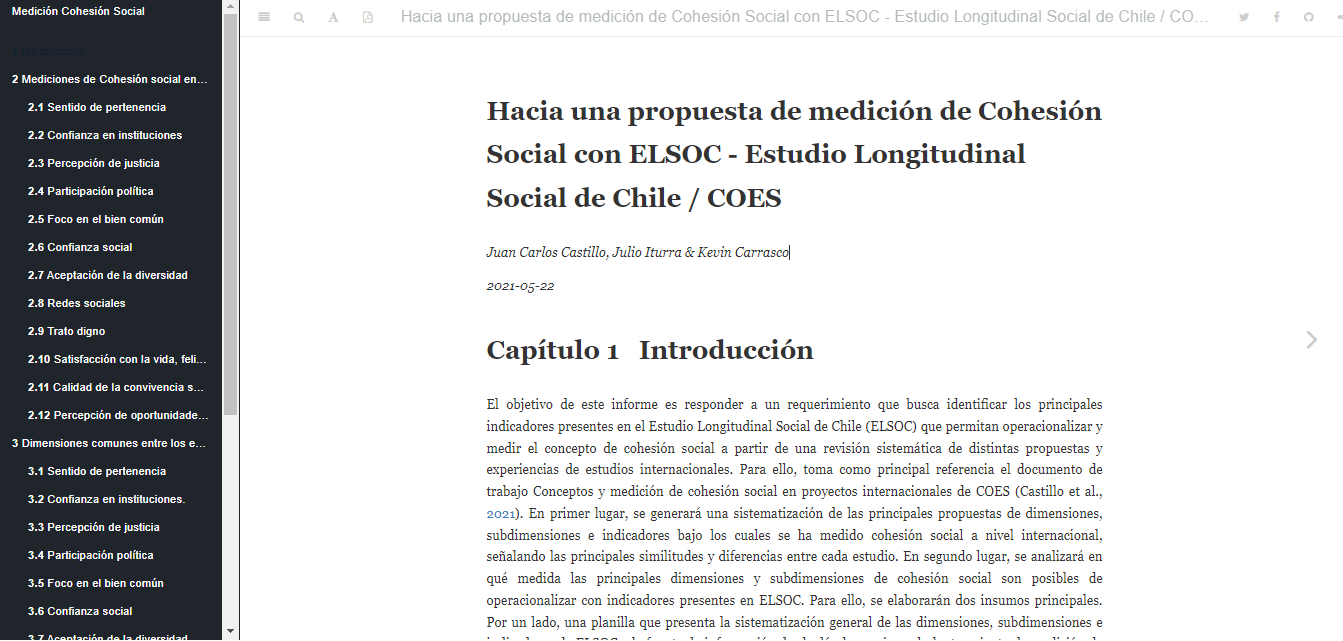 Medición Cohesión Social
1 Introducción
2 Mediciones de Cohesión social en...
2.1 Sentido de pertenencia
2.2 Confianza en instituciones
2.3 Percepción de justicia
2.4 Participación política
2.5 Foco en el bien común
2.6 Confianza social
2.7 Aceptación de la diversidad
2.8 Redes sociales
2.9 Trato digno
2.10 Satisfacción con la vida, feli...
2.11 Calidad de la convivencia s...
2.12 Percepción de oportunidade...
3 Dimensiones comunes entre los e...
3.1 Sentido de pertenencia
3.2 Confianza en instituciones.
3.3 Percepción de justicia
3.4 Participación política
3.5 Foco en el bien común
3.6 Confianza social
3.7 Aceptación de la diversidad
A
Hacia una propuesta de medición de Cohesión Social con ELSOC - Estudio Longitudinal Social de Chile / CO...
Hacia una propuesta de medición de Cohesión
Social con ELSOC - Estudio Longitudinal
Social de Chile / COES
Juan Carlos Castillo, Julio Iturra & Kevin Carrasco
2021-05-22
Capítulo 1 Introducción
El objetivo de este informe es responder a un requerimiento que busca identificar los principales
indicadores presentes en el Estudio Longitudinal Social de Chile (ELSOC) que permitan operacionalizar y
medir el concepto de cohesión social a partir de una revisión sistemática de distintas propuestas y
experiencias de estudios internacionales. Para ello, toma como principal referencia el documento de
trabajo Conceptos y medición de cohesión social en proyectos internacionales de COES (Castillo et al.,
2021). En primer lugar, se generará una sistematización de las principales propuestas de dimensiones,
subdimensiones e indicadores bajo los cuales se ha medido cohesión social a nivel internacional,
señalando las principales similitudes y diferencias entre cada estudio. En segundo lugar, se analizará en
qué medida las principales dimensiones y subdimensiones de cohesión social son posibles de
operacionalizar con indicadores presentes en ELSOC. Para ello, se elaborarán dos insumos principales.
Por un lado, una planilla que presenta la sistematización general de las dimensiones, subdimensiones e